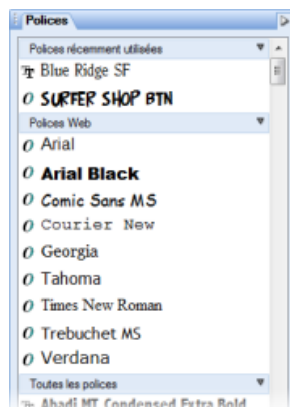 Polices
Polices récemment utilisées
Blue Ridge SF
SURFER SHOP BTN
Polices Web
Arial
Arial Black
Comic Sans MS
Courier New
Georgia
Tahoma
Times New Roman
Trebuchet MS
Verdana
Toutes les polices
Abadi MT Condensed Extra Bold